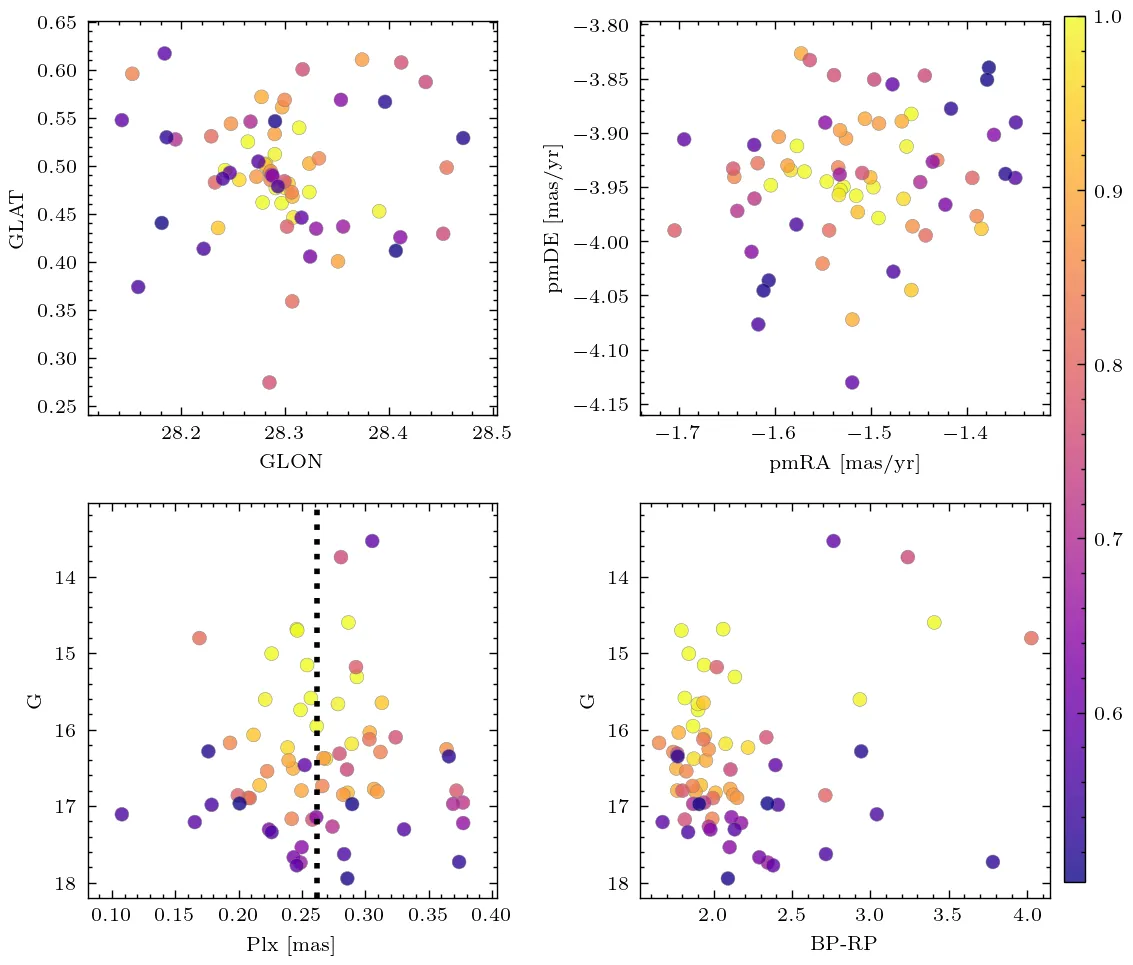 0.65
0.60
0.55
0.50
0.45
0.40
0.35
0.30
0.25
GLAT
28.2 28.3 28.4 28.5
GLON
−3.80
−3.85
−3.90
−3.95
−4.00
−4.05
−4.10
−4.15
pmDE [mas/yr]
−1.7 −1.6 −1.5 −1.4
pmRA [mas/yr]
14
15
16
17
18
G
0.10 0.15 0.20 0.25 0.30 0.35 0.40
Plx [mas]
14
15
16
17
18
G
2.0 2.5 3.0 3.5 4.0
BP-RP
1.0
0.9
0.8
0.7
0.6